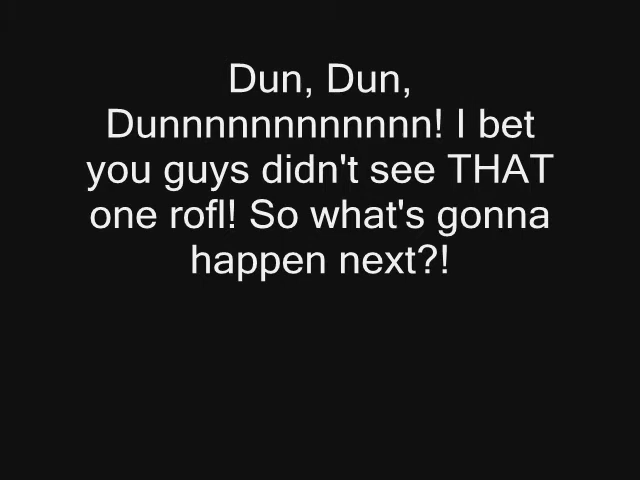 Dun, Dun,
Dunnnnnnnnnnnn! I bet
you guys didn't see THAT
one rofl! So what's gonna
happen next?!